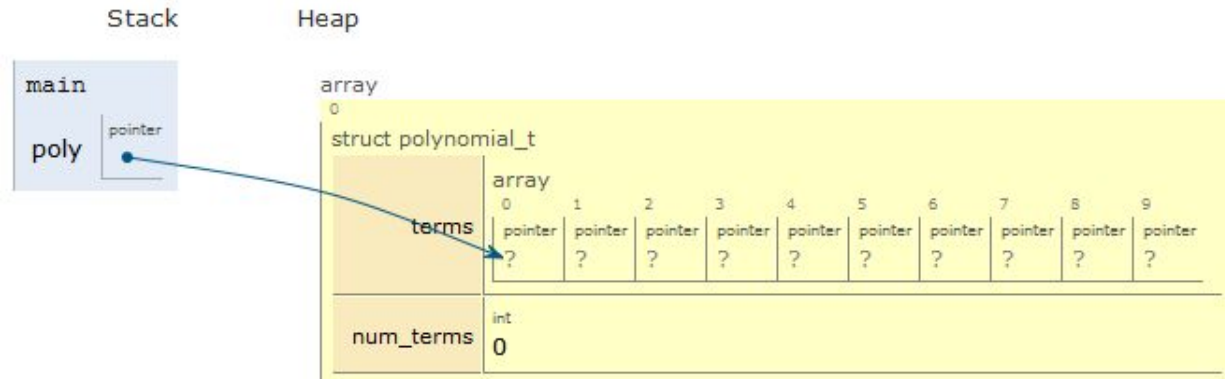 Stack Heap
main
array
0
pointer
struct polynomial_t
poly
array
0 1 2 3 4 5 6 7 8 9
terms
pointer pointer pointer pointer pointer pointer pointer pointer pointer pointer
? ? ? ? ? ? ? ? ? ?
int
num_terms
0